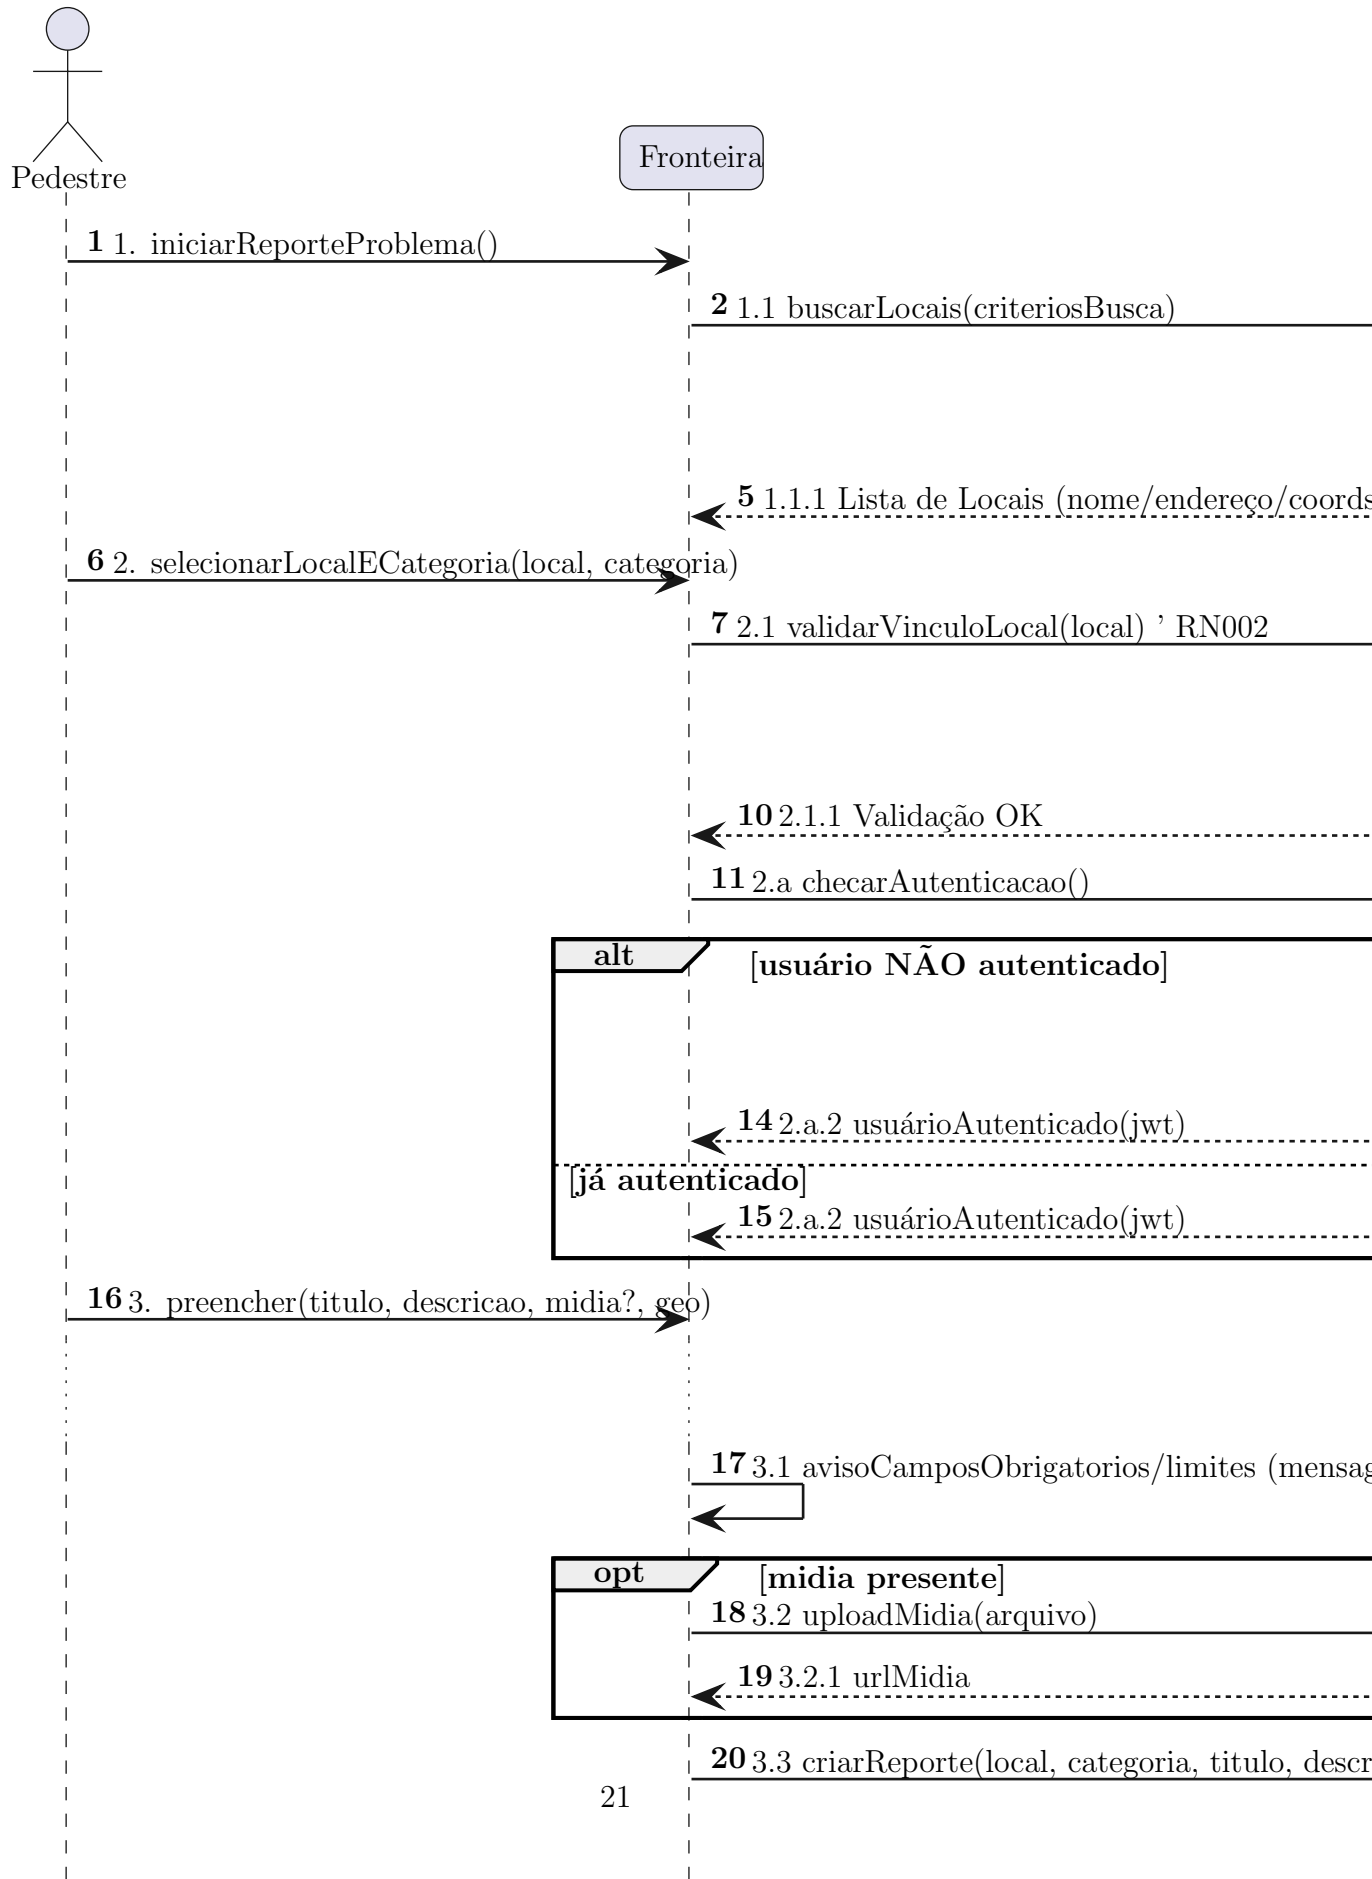 Pedestre
Fronteira
1 1. iniciarReporteProblema()
2 1.1 buscarLocais(criteriosBusca)
5 1.1.1 Lista de Locais (nome/endereço/coords
6 2. selecionarLocalECategoria(local, categoria)
7 2.1 validarVinculoLocal(local) ’ RN002
10 2.1.1 Validação OK
11 2.a checarAutenticacao()
alt [usuário NÃO autenticado]
14 2.a.2 usuárioAutenticado(jwt)
[já autenticado]
15 2.a.2 usuárioAutenticado(jwt)
16 3. preencher(titulo, descricao, midia?, geo)
17 3.1 avisoCamposObrigatorios/limites (mensag
opt [midia presente]
18 3.2 uploadMidia(arquivo)
19 3.2.1 urlMidia
20 3.3 criarReporte(local, categoria, titulo, descr
21